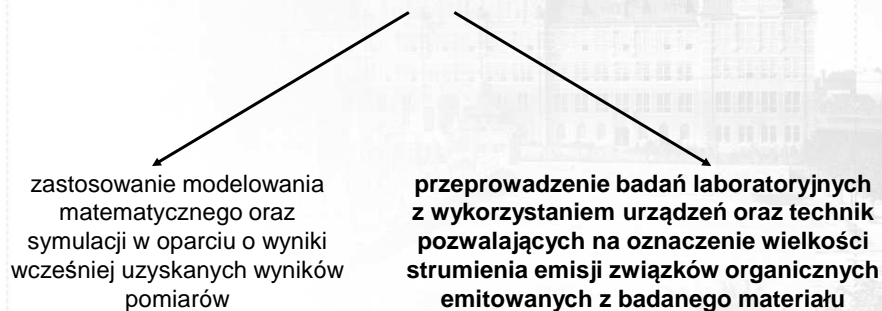 zastosowanie modelowania
matematycznego oraz
symulacji w oparciu o wyniki
wcześniej uzyskanych wyników
pomiarów
przeprowadzenie badań laboratoryjnych
z wykorzystaniem urządzeń oraz technik
pozwalających na oznaczenie wielkości
strumienia emisji związków organicznych
emitowanych z badanego materiału